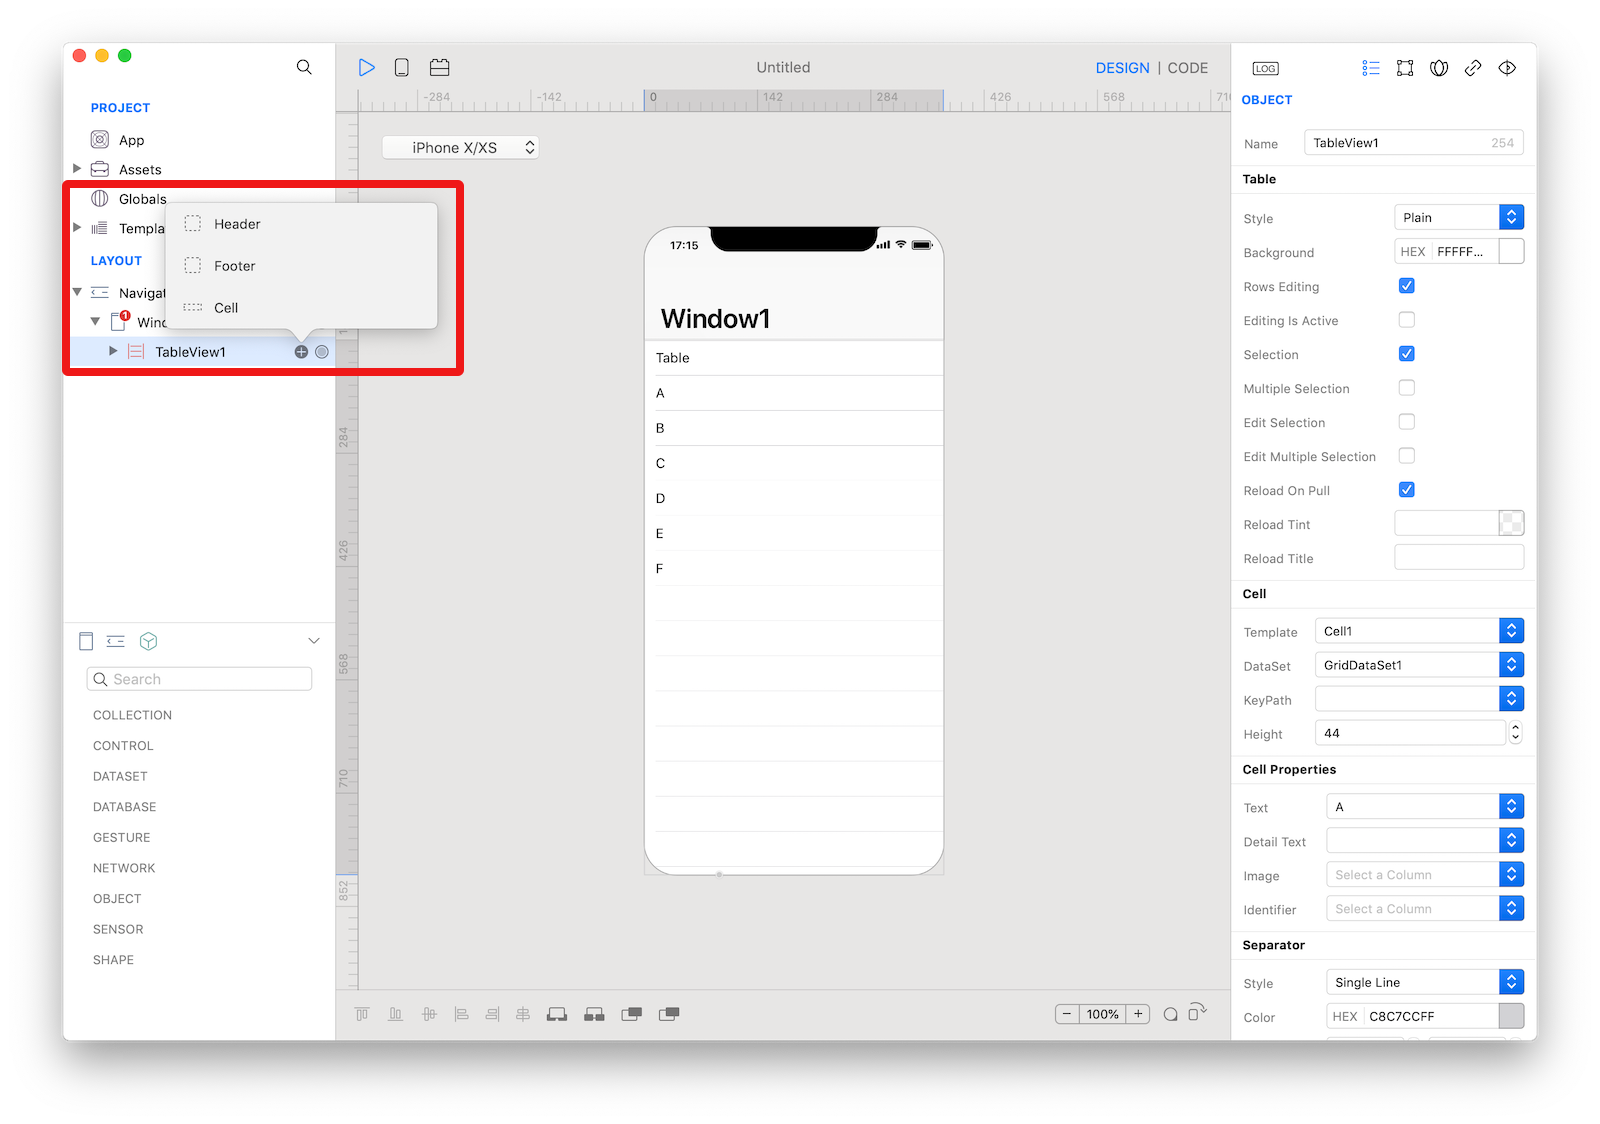 Untitled
DESIGN | CODE
LOG
PROJECT
App
Assets
Globals
Templa
LAYOUT
Navigat
1
Wind
TableView1
Header
Footer
Cell
Search
COLLECTION
CONTROL
DATASET
DATABASE
GESTURE
NETWORK
OBJECT
SENSOR
SHAPE
-284 -142 0 142 284 426 568 710
284
426
568
710
852
iPhone X/XS
17:15
Window1
Table
A
B
C
D
E
F
− 100% +
OBJECT
Name TableView1 254
Table
Style Plain
Background HEX FFFFF...
Rows Editing
Editing Is Active
Selection
Multiple Selection
Edit Selection
Edit Multiple Selection
Reload On Pull
Reload Tint
Reload Title
Cell
Template Cell1
DataSet GridDataSet1
KeyPath
Height 44
Cell Properties
Text A
Detail Text
Image Select a Column
Identifier Select a Column
Separator
Style Single Line
Color HEX C8C7CCFF